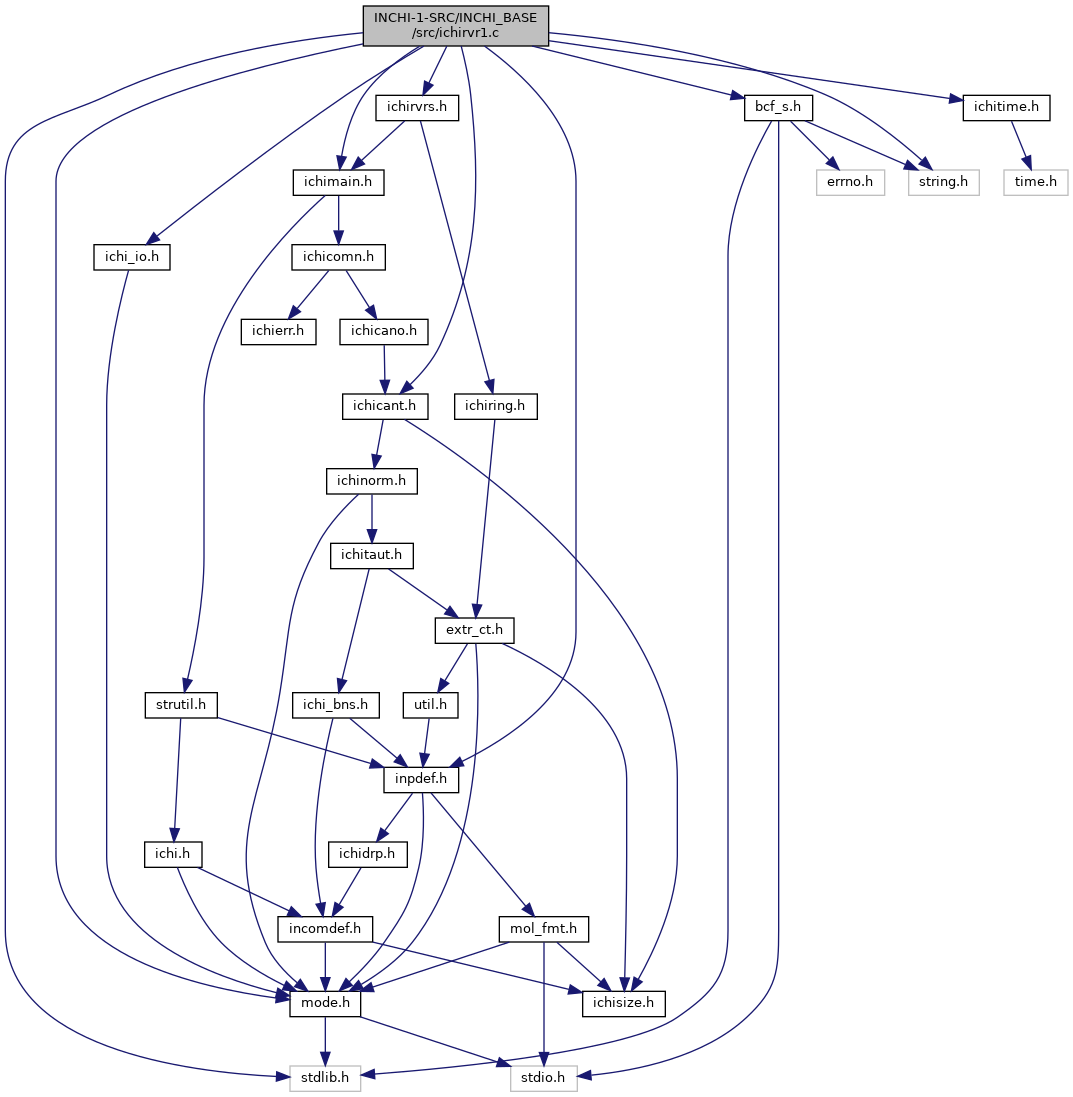 INCHI-1-SRC/INCHI_BASE
/src/ichirvr1.c
ichirvrs.h
bcf_s.h
ichitime.h
ichimain.h
errno.h
string.h
time.h
ichi_io.h
ichicomn.h
ichierr.h
ichicano.h
ichicant.h
ichiring.h
ichinorm.h
ichitaut.h
extr_ct.h
strutil.h
ichi_bns.h
util.h
inpdef.h
ichi.h
ichidrp.h
incomdef.h
mol_fmt.h
mode.h
ichisize.h
stdlib.h
stdio.h